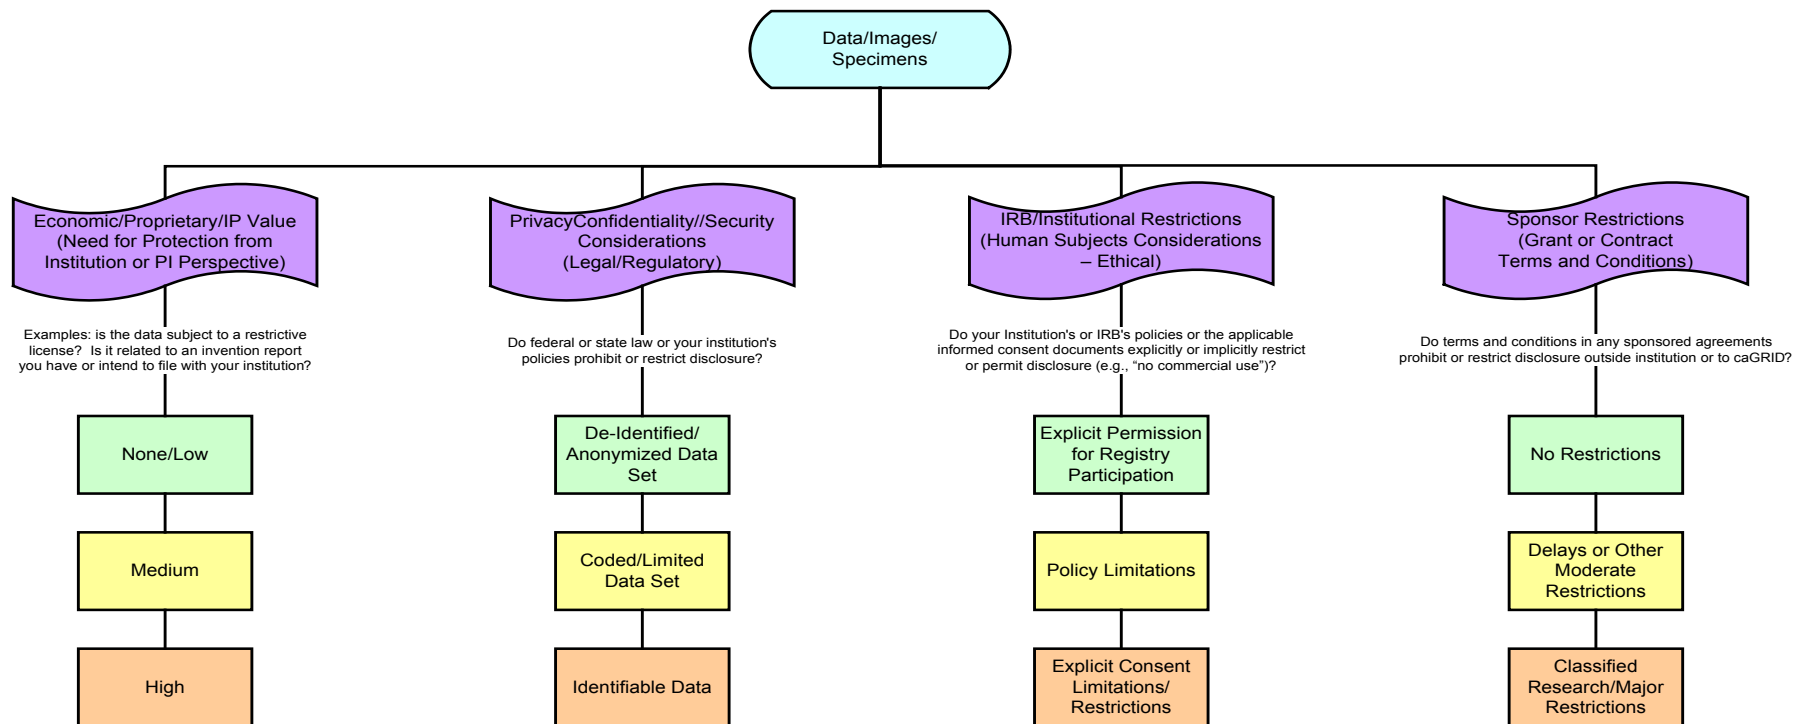 Data/Images/
Specimens
Economic/Proprietary/IP Value
(Need for Protection from
Institution or PI Perspective)
PrivacyConfidentiality//Security
Considerations
(Legal/Regulatory)
IRB/Institutional Restrictions
(Human Subjects Considerations
– Ethical)
Sponsor Restrictions
(Grant or Contract
Terms and Conditions)
Examples: is the data subject to a restrictive
license?  Is it related to an invention report
you have or intend to file with your institution?
Do federal or state law or your institution's
policies prohibit or restrict disclosure?
Do your Institution's or IRB's policies or the applicable
informed consent documents explicitly or implicitly restrict
or permit disclosure (e.g., “no commercial use”)?
Do terms and conditions in any sponsored agreements
prohibit or restrict disclosure outside institution or to caGRID?
None/Low
De-Identified/
Anonymized Data
Set
Explicit Permission
for Registry
Participation
No Restrictions
Medium
Coded/Limited
Data Set
Policy Limitations
Delays or Other
Moderate
Restrictions
High
Identifiable Data
Explicit Consent
Limitations/
Restrictions
Classified
Research/Major
Restrictions